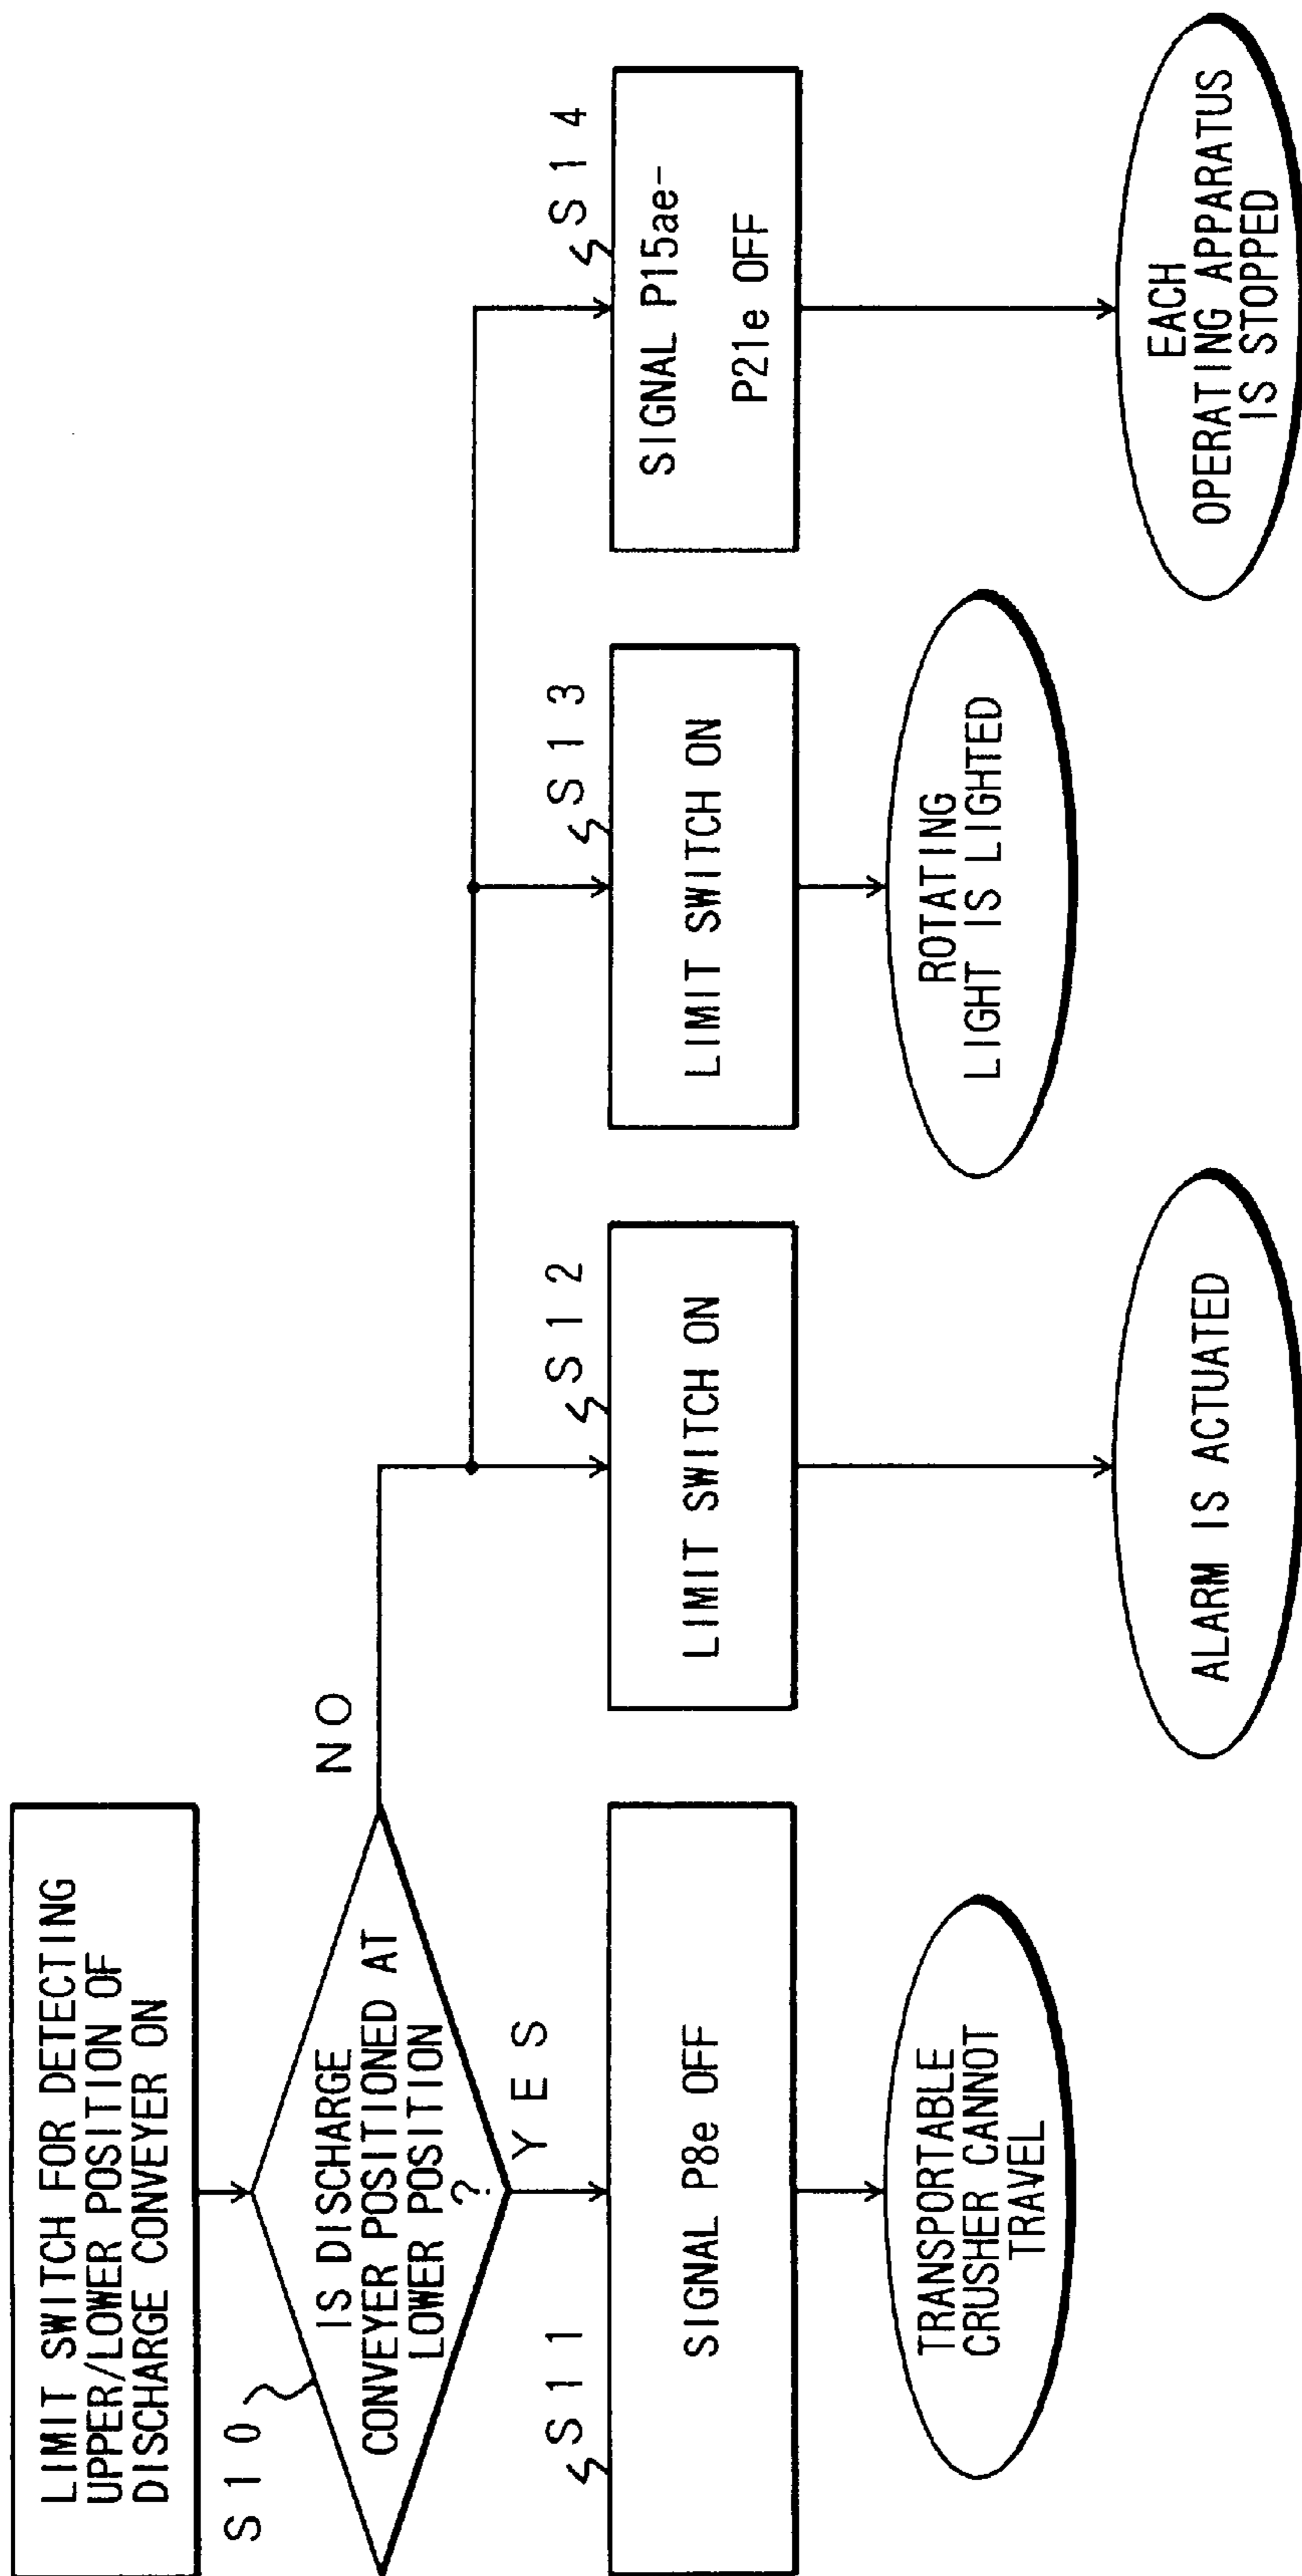 LIMIT SWITCH FOR DETECTING
UPPER/LOWER POSITION OF
DISCHARGE CONVEYER ON
S10
IS DISCHARGE
CONVEYER POSITIONED AT
LOWER POSITION
?
NO
YES
S11
SIGNAL P8e OFF
TRANSPORTABLE
CRUSHER CANNOT
TRAVEL
S12
LIMIT SWITCH ON
ALARM IS ACTUATED
S13
LIMIT SWITCH ON
ROTATING
LIGHT IS LIGHTED
S14
SIGNAL P15ae-
P21e OFF
EACH
OPERATING APPARATUS
IS STOPPED